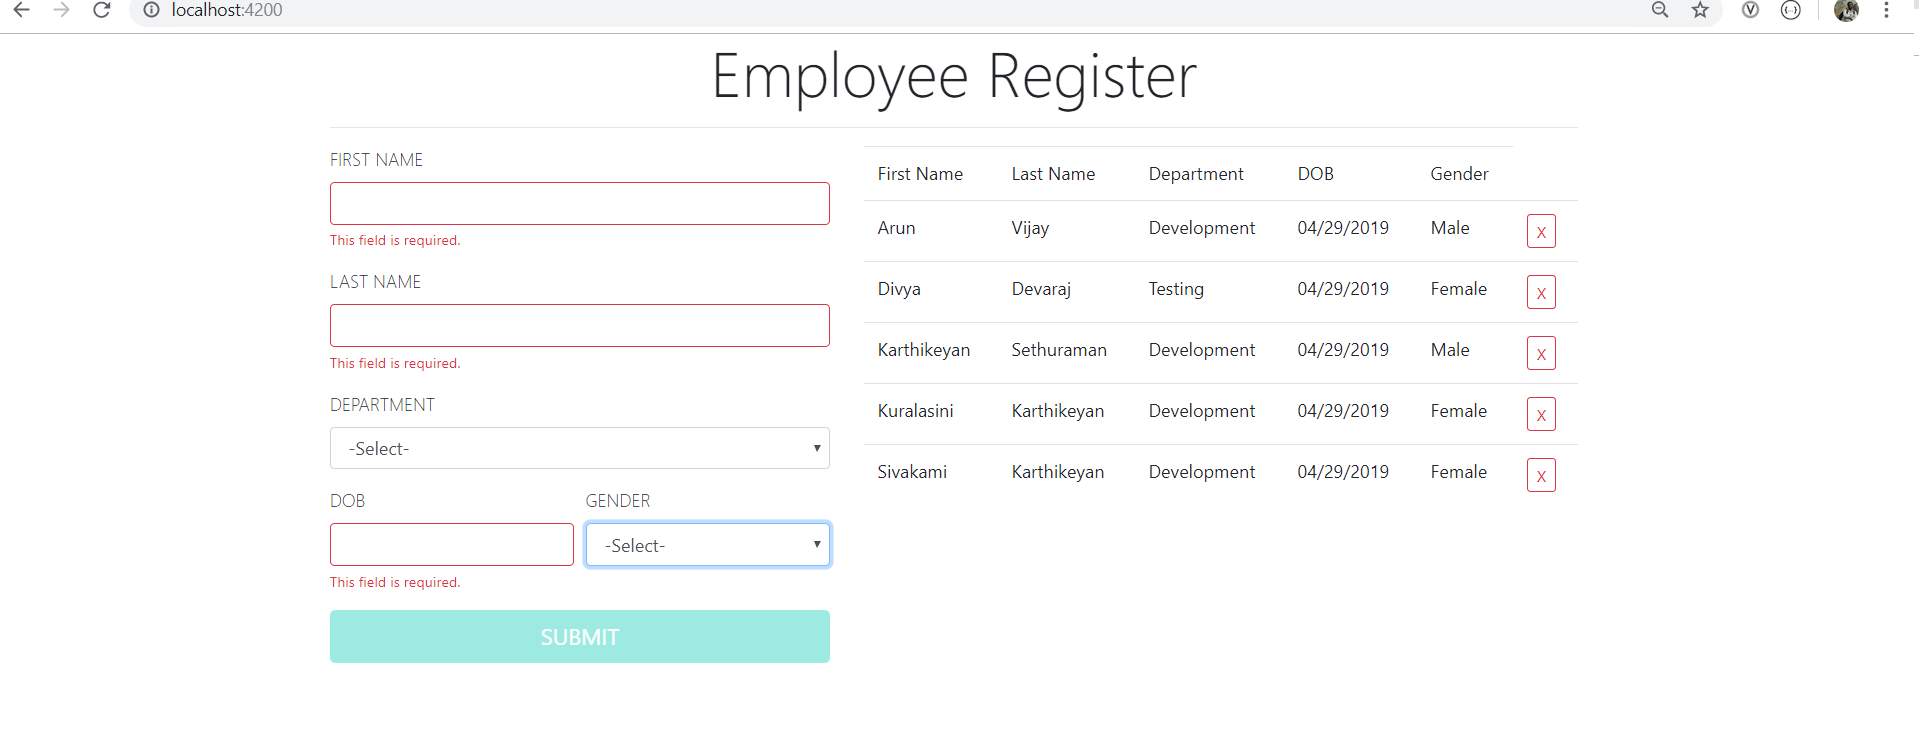 localhost:4200
Employee Register
FIRST NAME
This field is required.
LAST NAME
This field is required.
DEPARTMENT
-Select-
DOB GENDER
-Select-
This field is required.
SUBMIT
First Name Last Name Department DOB Gender
Arun Vijay Development 04/29/2019 Male X
Divya Devaraj Testing 04/29/2019 Female X
Karthikeyan Sethuraman Development 04/29/2019 Male X
Kuralasini Karthikeyan Development 04/29/2019 Female X
Sivakami Karthikeyan Development 04/29/2019 Female X